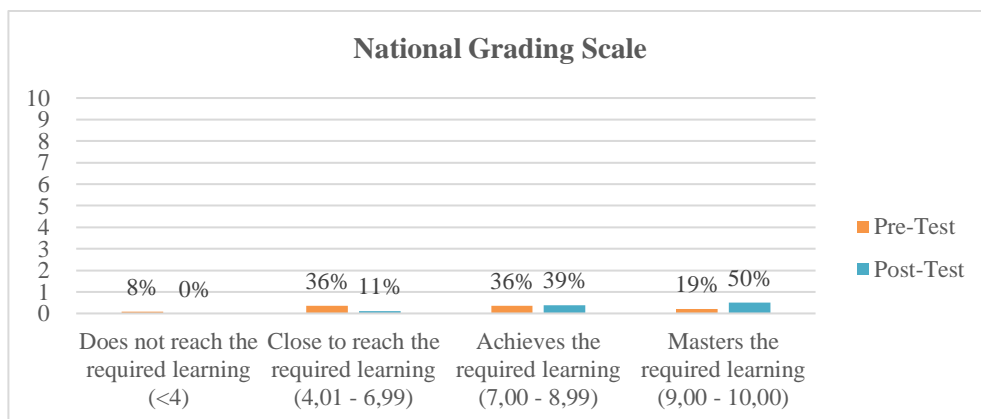 National Grading Scale
10
9
8
7
6
5
4
3
2
1
0
8% 0% 36% 11% 36% 39% 19% 50%
Does not reach the required learning (<4)
Close to reach the required learning (4,01 - 6,99)
Achieves the required learning (7,00 - 8,99)
Masters the required learning (9,00 - 10,00)
Pre-Test
Post-Test